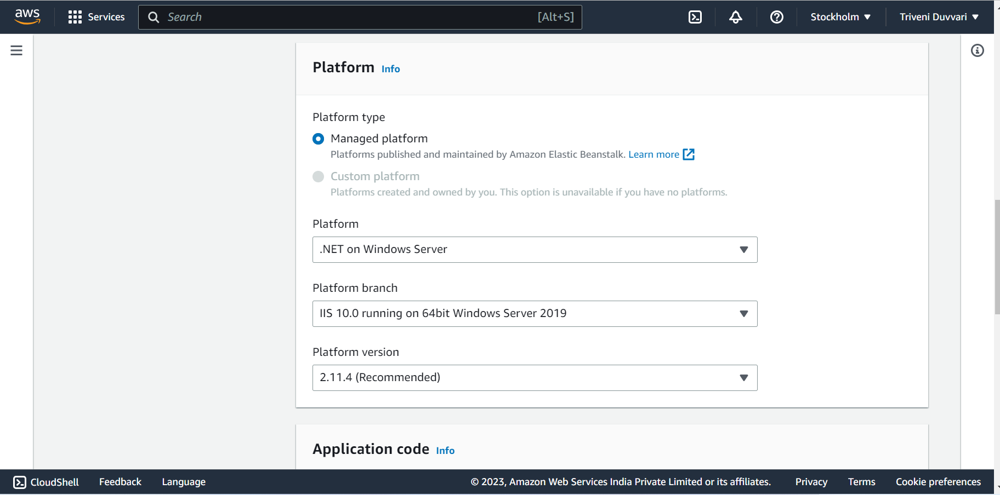 aws Services Search [Alt+S] Stockholm Triveni Duvvari
Platform Info
Platform type
Managed platform
Platforms published and maintained by Amazon Elastic Beanstalk. Learn more
Custom platform
Platforms created and owned by you. This option is unavailable if you have no platforms.
Platform
.NET on Windows Server
Platform branch
IIS 10.0 running on 64bit Windows Server 2019
Platform version
2.11.4 (Recommended)
Application code Info
CloudShell Feedback Language © 2023, Amazon Web Services India Private Limited or its affiliates. Privacy Terms Cookie preferences